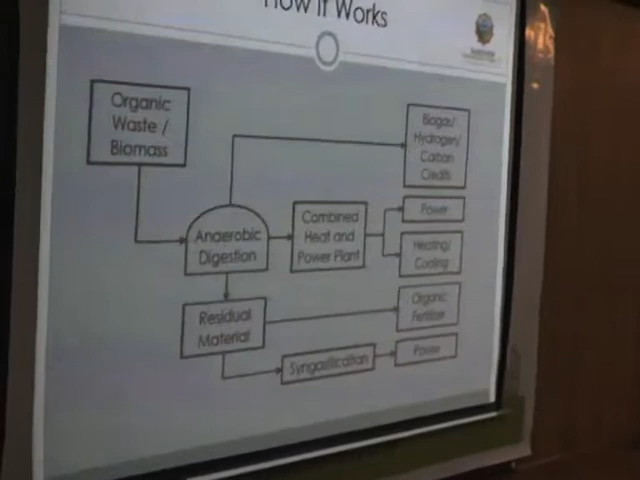 How it Works
Organic
Waste /
Biomass
Biogas/
Hydrogen/
Carbon
Credits
Anaerobic
Digestion
Combined
Heat and
Power Plant
Power
Heating/
Cooling
Residual
Material
Organic
Fertilizer
Syngasification
Power